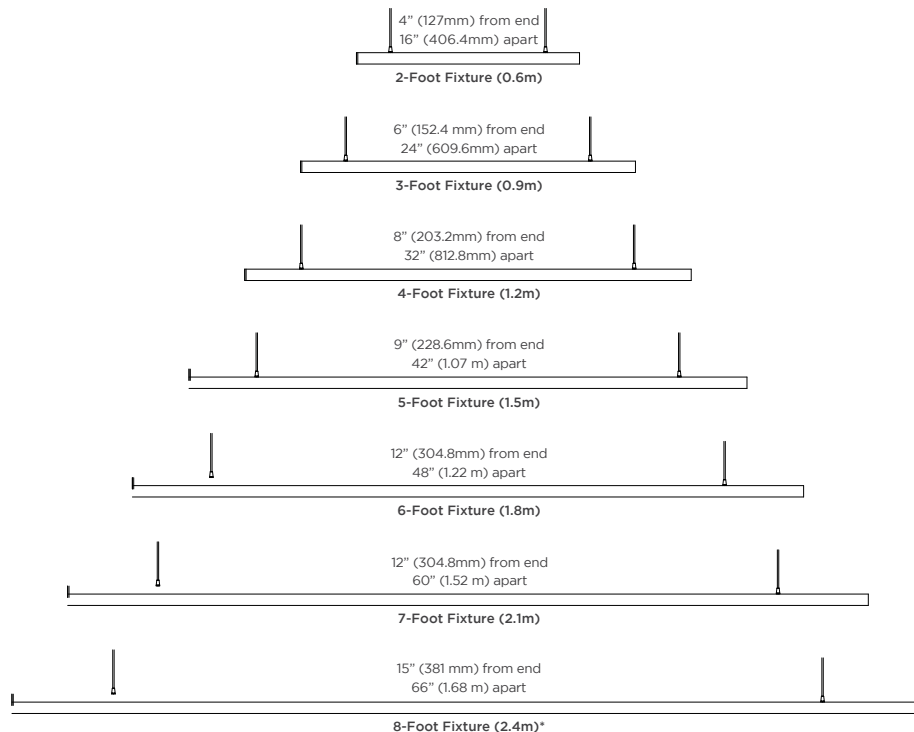 4” (127mm) from end
16” (406.4mm) apart
2-Foot Fixture (0.6m)
6” (152.4 mm) from end
24” (609.6mm) apart
3-Foot Fixture (0.9m)
8” (203.2mm) from end
32” (812.8mm) apart
4-Foot Fixture (1.2m)
9” (228.6mm) from end
42” (1.07 m) apart
5-Foot Fixture (1.5m)
12” (304.8mm) from end
48” (1.22 m) apart
6-Foot Fixture (1.8m)
12” (304.8mm) from end
60” (1.52 m) apart
7-Foot Fixture (2.1m)
15” (381 mm) from end
66” (1.68 m) apart
8-Foot Fixture (2.4m)*